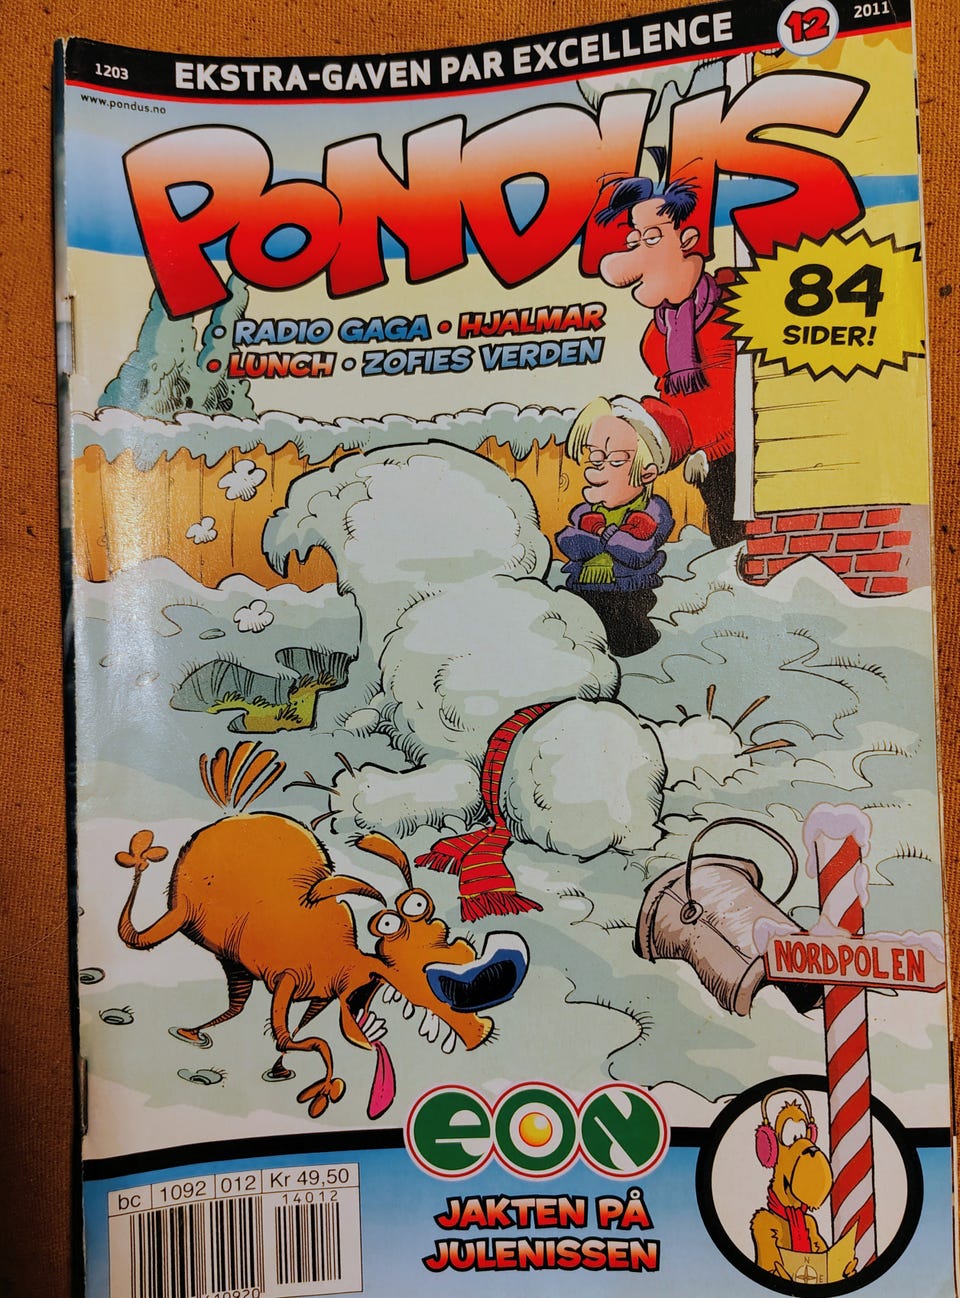 1203
EKSTRA-GAVEN PAR EXCELLENCE
12
2011
www.pondus.no
PONDUS
• RADIO GAGA • HJALMAR
• LUNCH • ZOFIES VERDEN
84
SIDER!
NORDPOLEN
EON
JAKTEN PÅ
JULENISSEN
bc 1092 012 Kr 49,50
14012
N
E